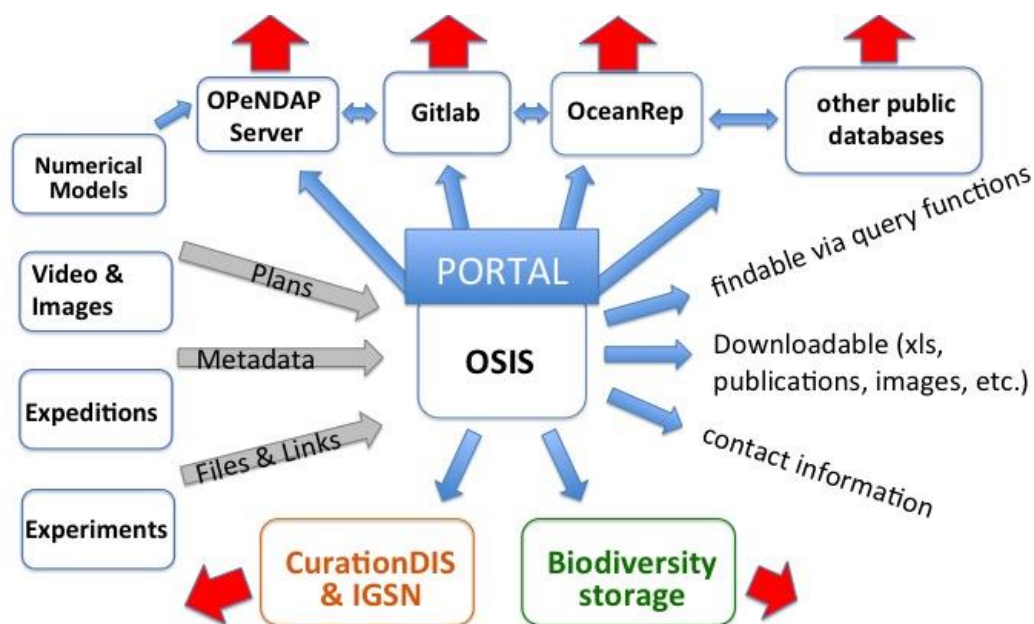 OPeNDAP
Server
Gitlab
OceanRep
other public
databases
Numerical
Models
Video &
Images
Expeditions
Experiments
Plans
Metadata
Files & Links
PORTAL
OSIS
findable via query functions
Downloadable (xls,
publications, images, etc.)
contact information
CurationDIS
& IGSN
Biodiversity
storage